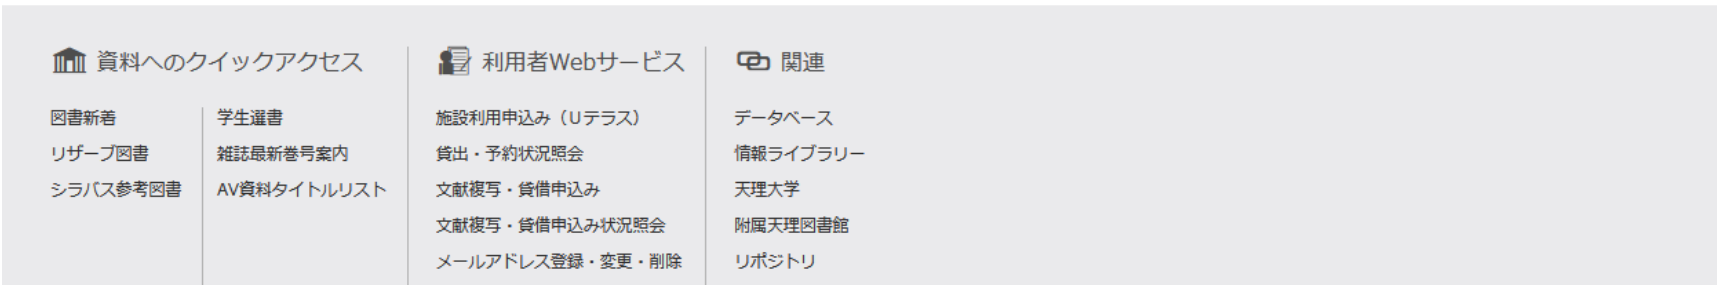 資料へのクイックアクセス
図書新着
リザーブ図書
シラバス参考図書
学生選書
雑誌最新巻号案内
AV資料タイトルリスト
利用者Webサービス
施設利用申込み（Uテラス）
貸出・予約状況照会
文献複写・貸借申込み
文献複写・貸借申込み状況照会
メールアドレス登録・変更・削除
関連
データベース
情報ライブラリー
天理大学
附属天理図書館
リポジトリ